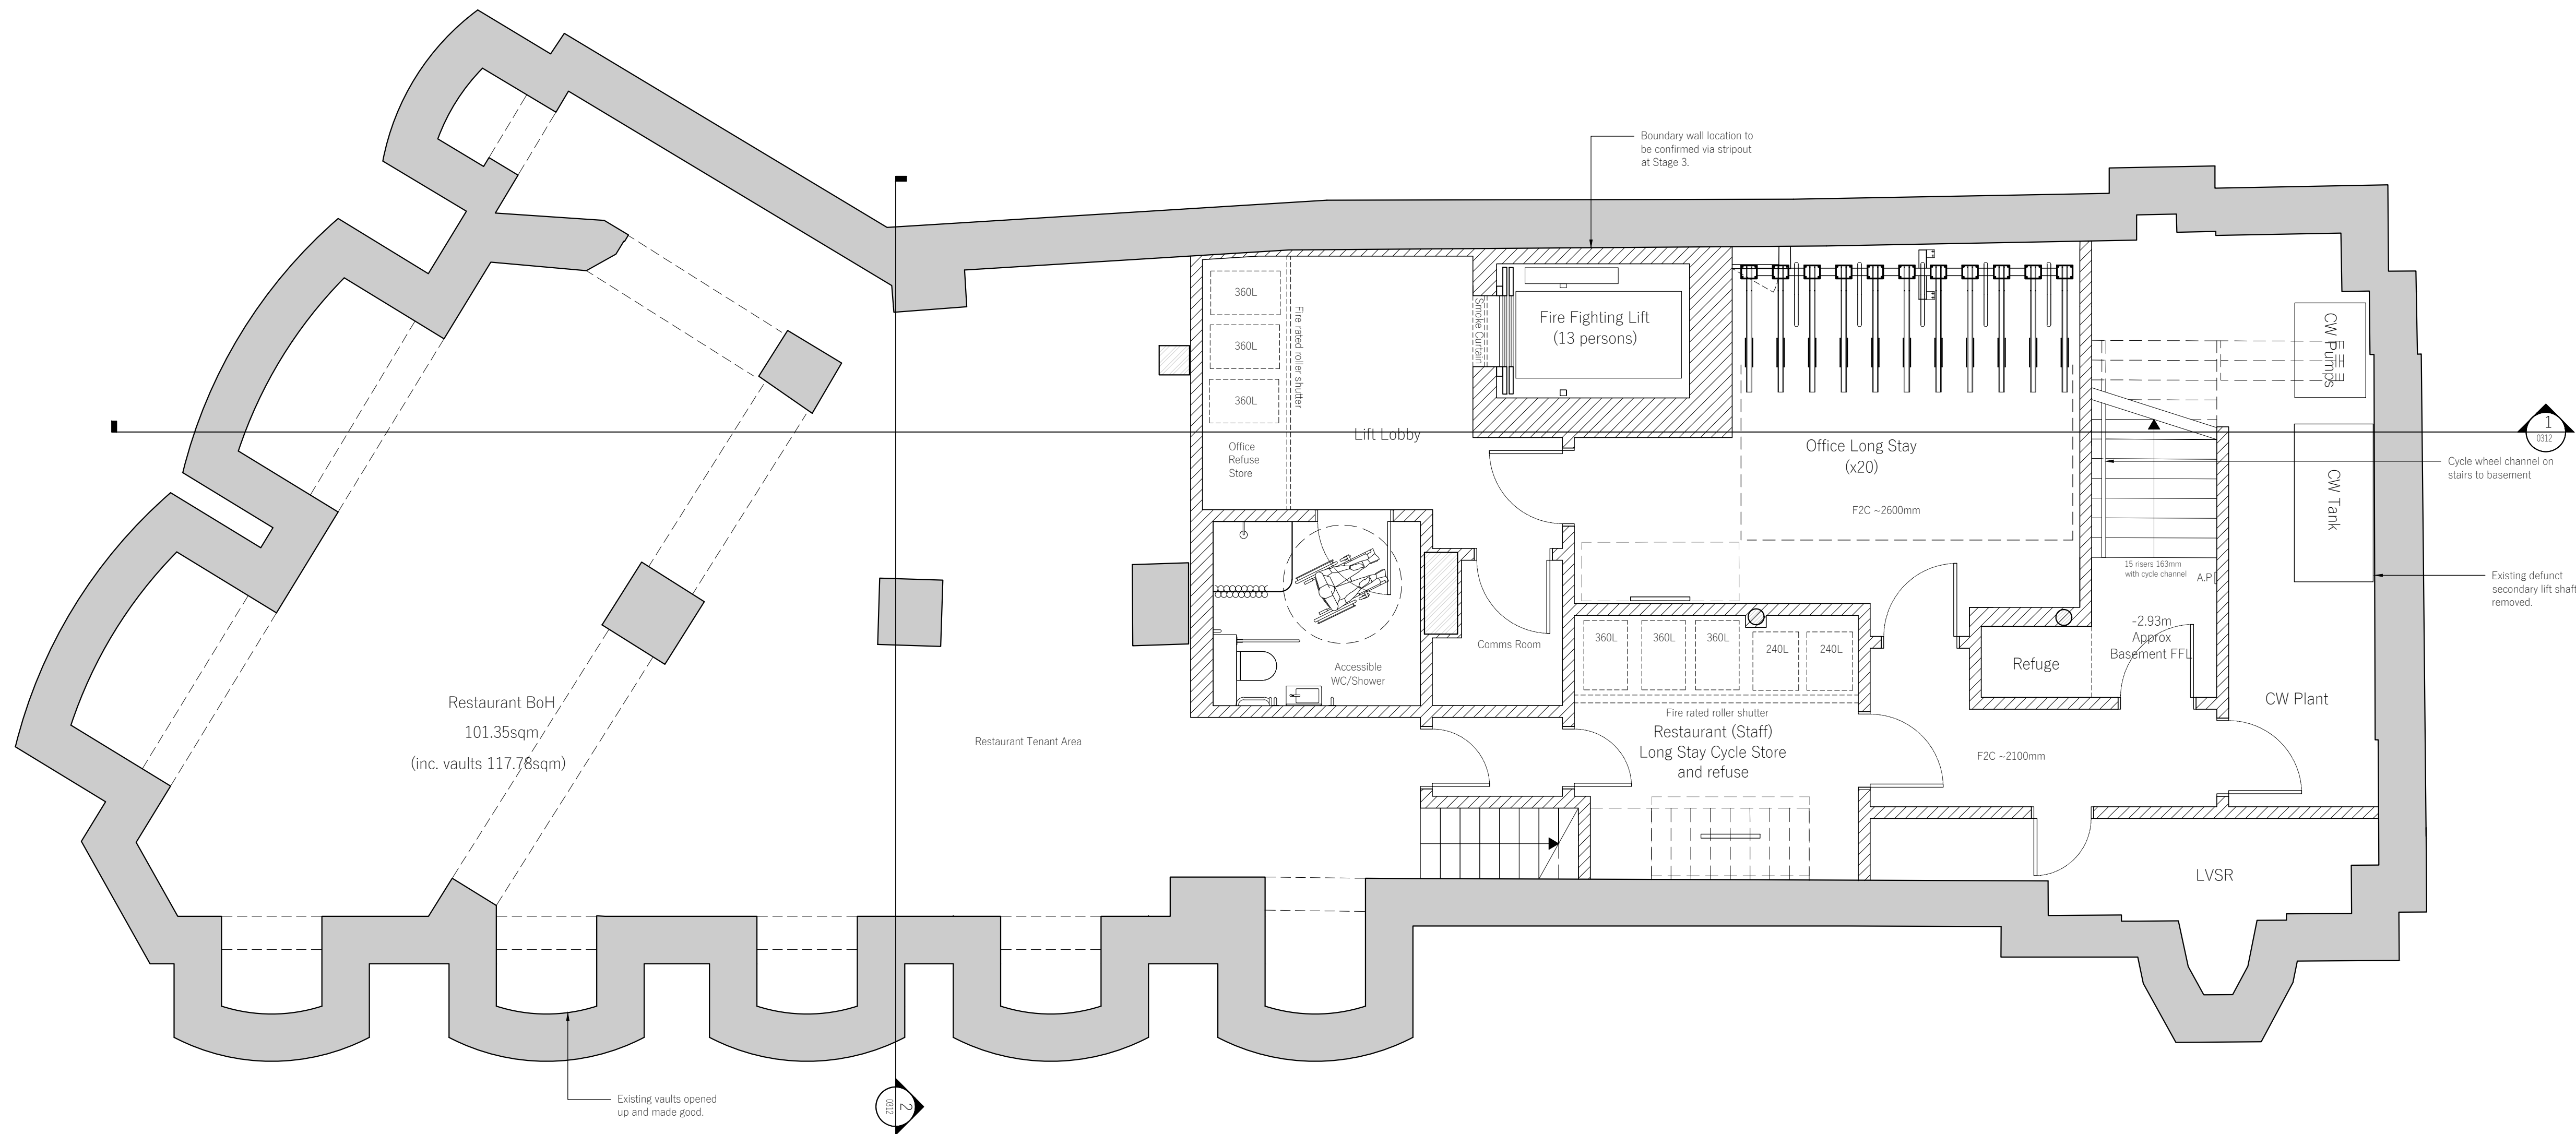 Boundary wall location to
be confirmed via stripout
at Stage 3.
360L
360L
360L
Fire rated roller shutter
Office
Refuse
Store
Lift Lobby
Smoke Curtain
Fire Fighting Lift
(13 persons)
Office Long Stay
(x20)
F2C ~2600mm
CW Pumps
CW Tank
1
0312
Cycle wheel channel on
stairs to basement
Existing defunct
secondary lift shaft
removed.
15 risers 163mm
with cycle channel
A.P
-2.93m
Approx
Basement FFL
Refuge
CW Plant
F2C ~2100mm
LVSR
Comms Room
Accessible
WC/Shower
360L
360L
360L
240L
240L
Fire rated roller shutter
Restaurant (Staff)
Long Stay Cycle Store
and refuse
Restaurant Tenant Area
Restaurant BoH
101.35sqm
(inc. vaults 117.78sqm)
Existing vaults opened
up and made good.
2
0312